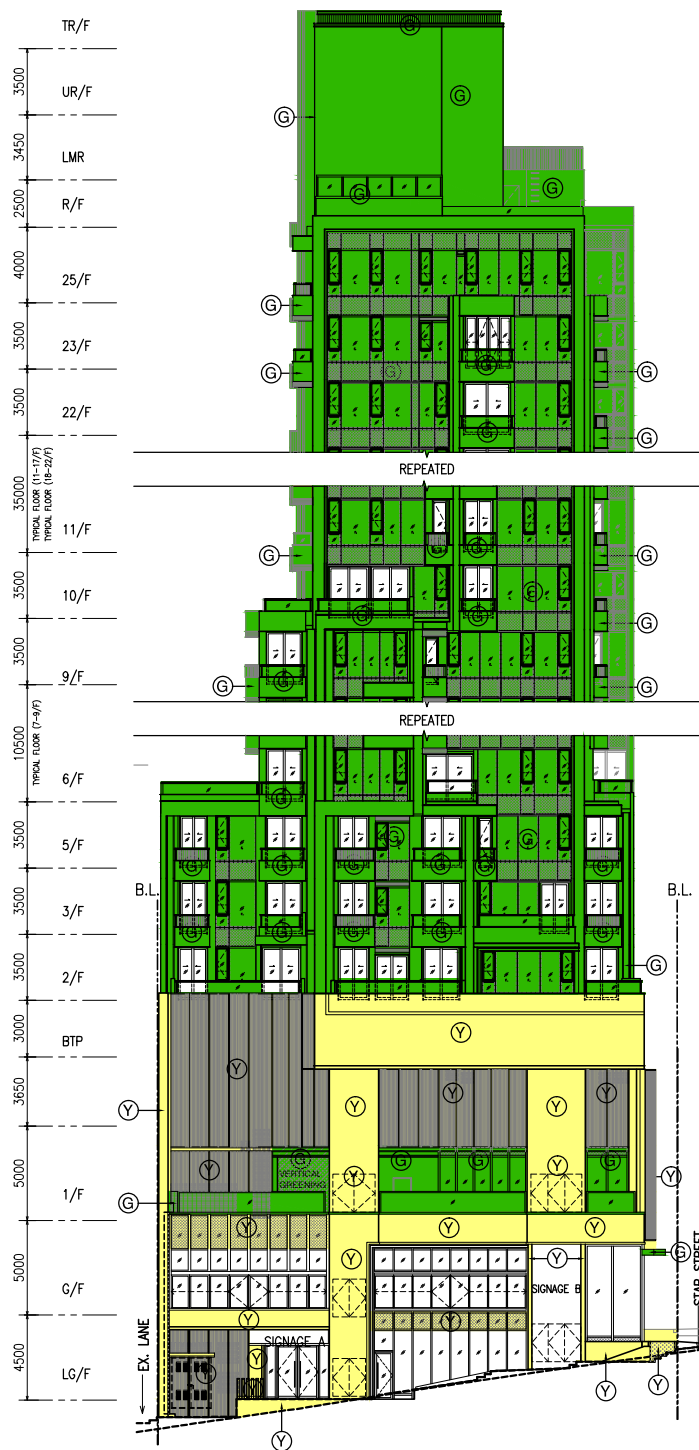 TR/F
G
3500
UR/F
G
G
3450
LMR
G
G
2500
R/F
4000
25/F
G
3500
23/F
G
G
G
G
3500
22/F
G
G
REPEATED
35000
TYPICAL FLOOR (11-17/F)
TYPICAL FLOOR (18-22/F)
11/F
G
G
G
G
3500
10/F
G
G
G
G
3500
9/F
G
G
G
REPEATED
10500
TYPICAL FLOOR (7-9/F)
6/F
G
3500
5/F
G
G
G
G
G
G
G
G
3500
3/F
B.L.
B.L.
G
G
G
G
G
3500
2/F
G
3000
BTP
Y
3650
Y
Y
Y
Y
Y
5000
1/F
Y
G
VERTICAL
GREENING
Y
G
G
Y
G
Y
G
5000
G/F
Y
Y
Y
Y
Y
G
SIGNAGE B
STAR STREET
Y
Y
4500
LG/F
EX. LANE
SIGNAGE A
Y
Y
Y
Y
Y
Y